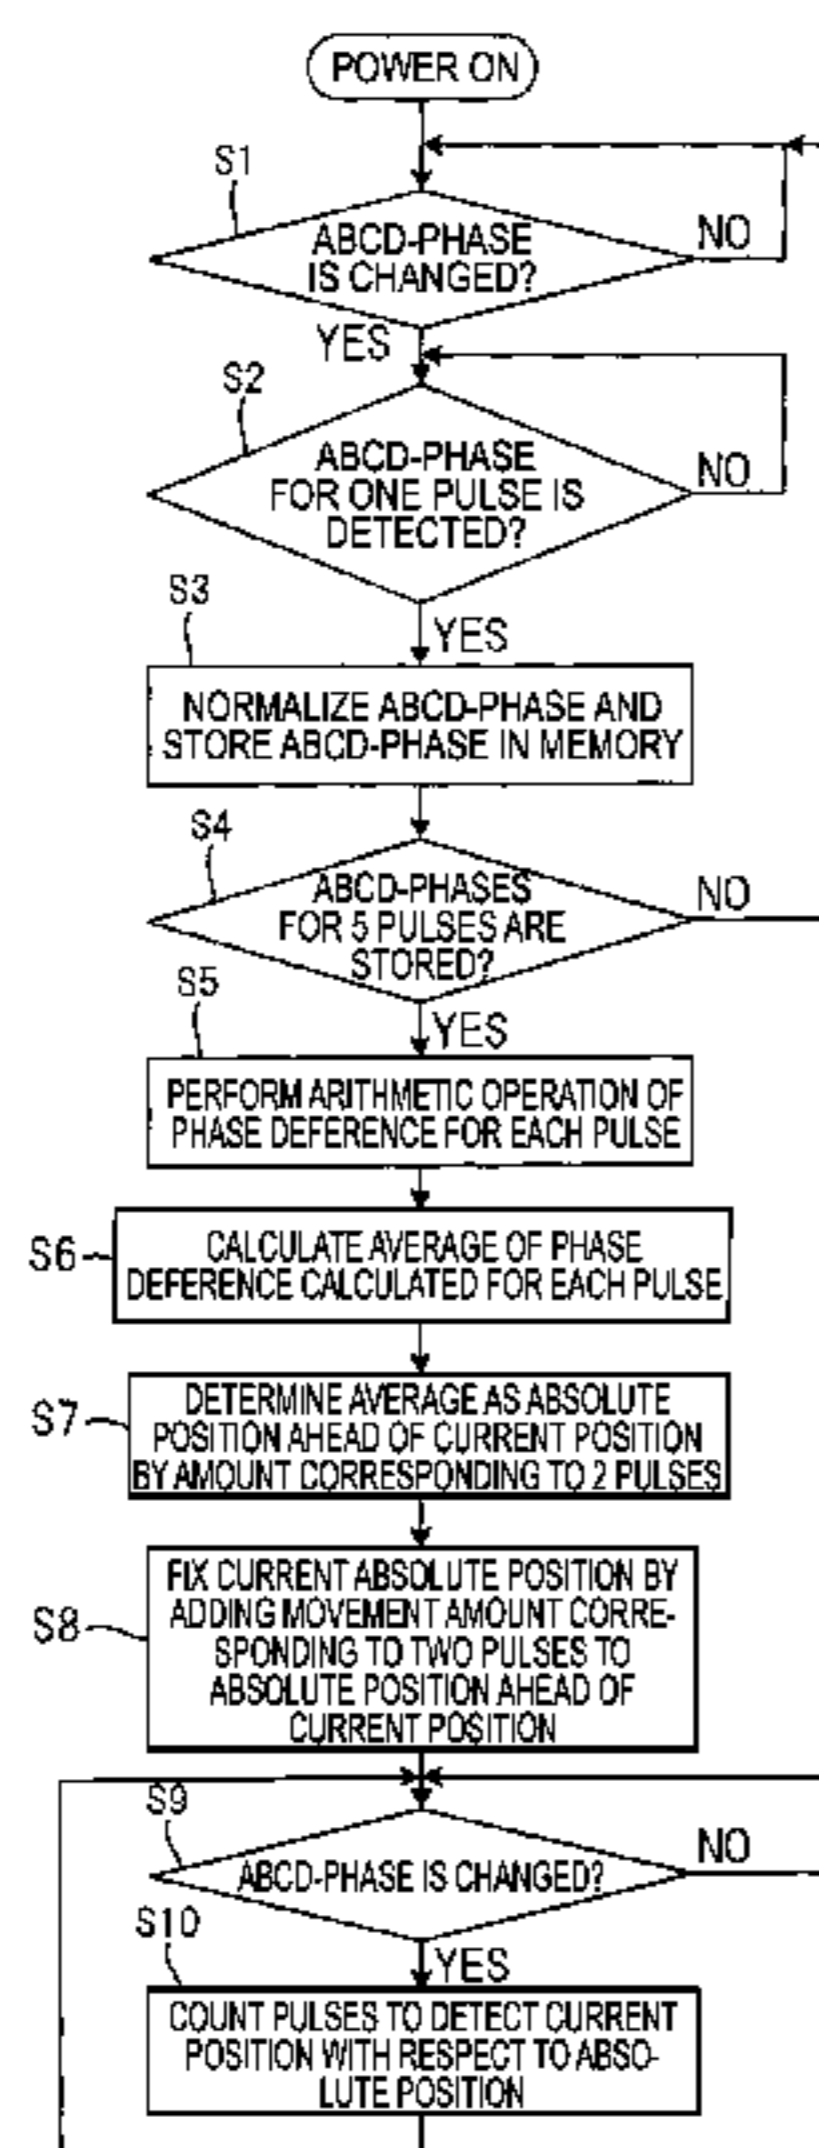 POWER ON
S1
ABCD-PHASE
IS CHANGED?
NO
YES
S2
ABCD-PHASE
FOR ONE PULSE IS
DETECTED?
NO
S3
YES
NORMALIZE ABCD-PHASE AND
STORE ABCD-PHASE IN MEMORY
S4
ABCD-PHASES
FOR 5 PULSES ARE
STORED?
NO
S5
YES
PERFORM ARITHMETIC OPERATION OF
PHASE DEFERENCE FOR EACH PULSE
S6
CALCULATE AVERAGE OF PHASE
DEFERENCE CALCULATED FOR EACH PULSE
S7
DETERMINE AVERAGE AS ABSOLUTE
POSITION AHEAD OF CURRENT POSITION
BY AMOUNT CORRESPONDING TO 2 PULSES
S8
FIX CURRENT ABSOLUTE POSITION BY
ADDING MOVEMENT AMOUNT CORRE-
SPONDING TO TWO PULSES TO
ABSOLUTE POSITION AHEAD OF
CURRENT POSITION
S9
ABCD-PHASE IS CHANGED?
NO
S10
YES
COUNT PULSES TO DETECT CURRENT
POSITION WITH RESPECT TO ABSO-
LUTE POSITION